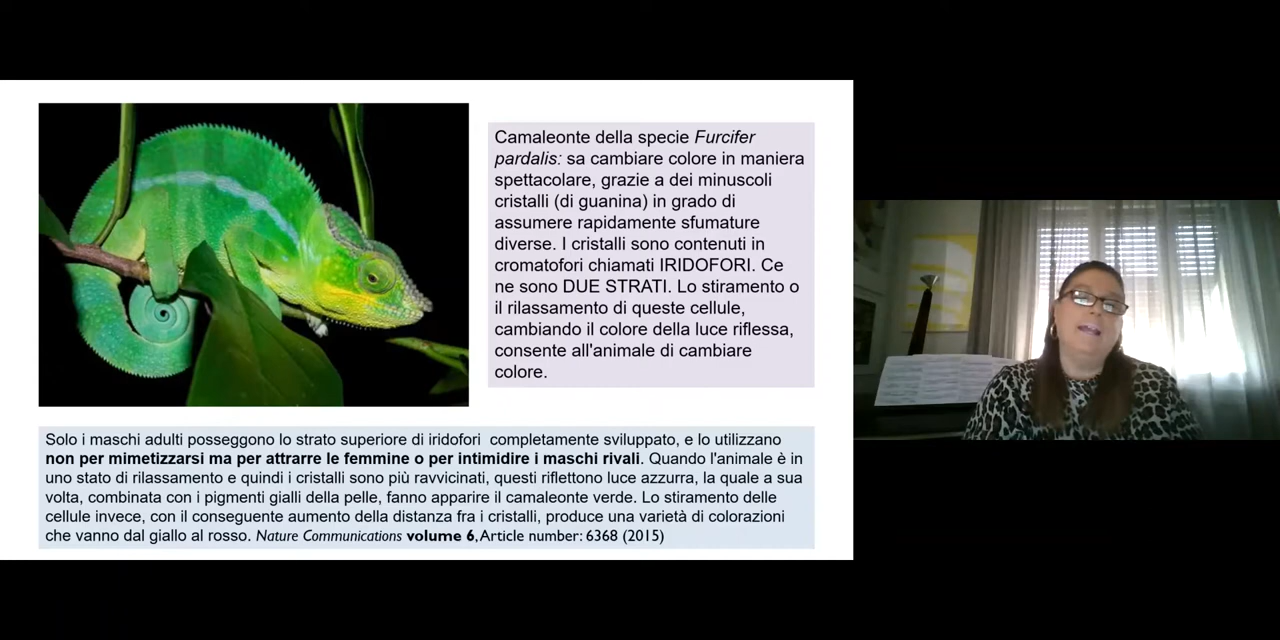 Camaleonte della specie Furcifer
pardalis: sa cambiare colore in maniera
spettacolare, grazie a dei minuscoli
cristalli (di guanina) in grado di
assumere rapidamente sfumature
diverse. I cristalli sono contenuti in
cromatofori chiamati IRIDOFORI. Ce
ne sono DUE STRATI. Lo stiramento o
il rilassamento di queste cellule,
cambiando il colore della luce riflessa,
consente all'animale di cambiare
colore.
Solo i maschi adulti posseggono lo strato superiore di iridofori completamente sviluppato, e lo utilizzano
non per mimetizzarsi ma per attrarre le femmine o per intimidire i maschi rivali. Quando l'animale è in
uno stato di rilassamento e quindi i cristalli sono più ravvicinati, questi riflettono luce azzurra, la quale a sua
volta, combinata con i pigmenti gialli della pelle, fanno apparire il camaleonte verde. Lo stiramento delle
cellule invece, con il conseguente aumento della distanza fra i cristalli, produce una varietà di colorazioni
che vanno dal giallo al rosso. Nature Communications volume 6, Article number: 6368 (2015)